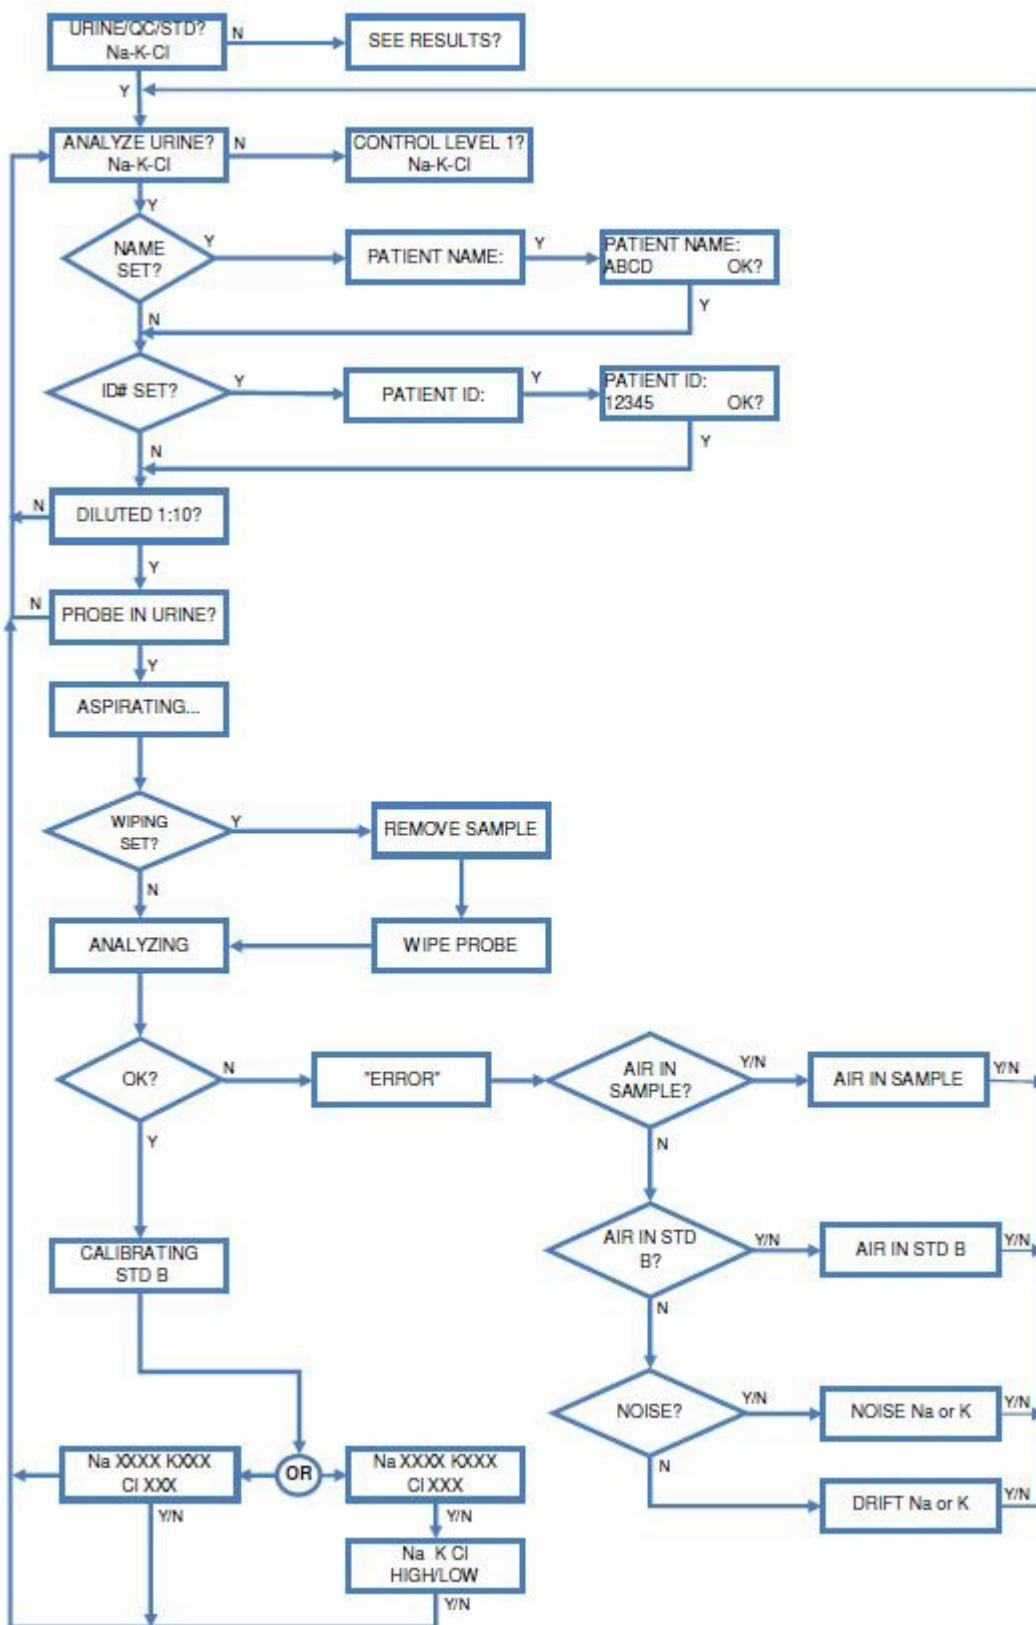 URINE/QC/STD?
Na-K-Cl
N
SEE RESULTS?
Y
ANALYZE URINE?
Na-K-Cl
N
CONTROL LEVEL 1?
Na-K-Cl
Y
NAME
SET?
Y
PATIENT NAME:
Y
PATIENT NAME:
ABCD OK?
N
Y
ID# SET?
Y
PATIENT ID:
Y
PATIENT ID:
12345 OK?
N
Y
N
DILUTED 1:10?
Y
N
PROBE IN URINE?
Y
ASPIRATING...
WIPING
SET?
Y
REMOVE SAMPLE
N
ANALYZING
WIPE PROBE
OK?
N
"ERROR"
AIR IN
SAMPLE?
Y/N
AIR IN SAMPLE
Y/N
Y
N
CALIBRATING
STD B
AIR IN STD
B?
Y/N
AIR IN STD B
Y/N
N
NOISE?
Y/N
NOISE Na or K
Y/N
N
DRIFT Na or K
Y/N
Na XXXX KXXX
Cl XXX
OR
Na XXXX KXXX
Cl XXX
Y/N
Y/N
Na K Cl
HIGH/LOW
Y/N